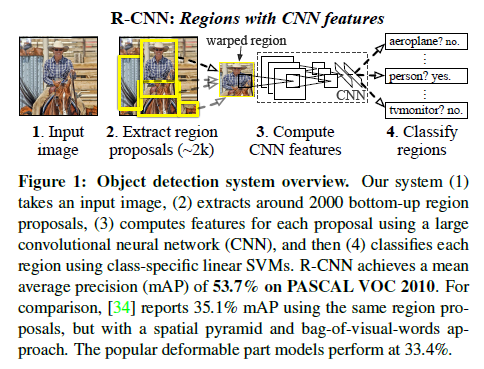 R-CNN: Regions with CNN features
warped region
aeroplane? no.
person? yes.
tvmonitor? no.
CNN
1. Input image
2. Extract region proposals (~2k)
3. Compute CNN features
4. Classify regions
Figure 1: Object detection system overview. Our system (1)
takes an input image, (2) extracts around 2000 bottom-up region
proposals, (3) computes features for each proposal using a large
convolutional neural network (CNN), and then (4) classifies each
region using class-specific linear SVMs. R-CNN achieves a mean
average precision (mAP) of 53.7% on PASCAL VOC 2010. For
comparison, [34] reports 35.1% mAP using the same region pro-
posals, but with a spatial pyramid and bag-of-visual-words ap-
proach. The popular deformable part models perform at 33.4%.